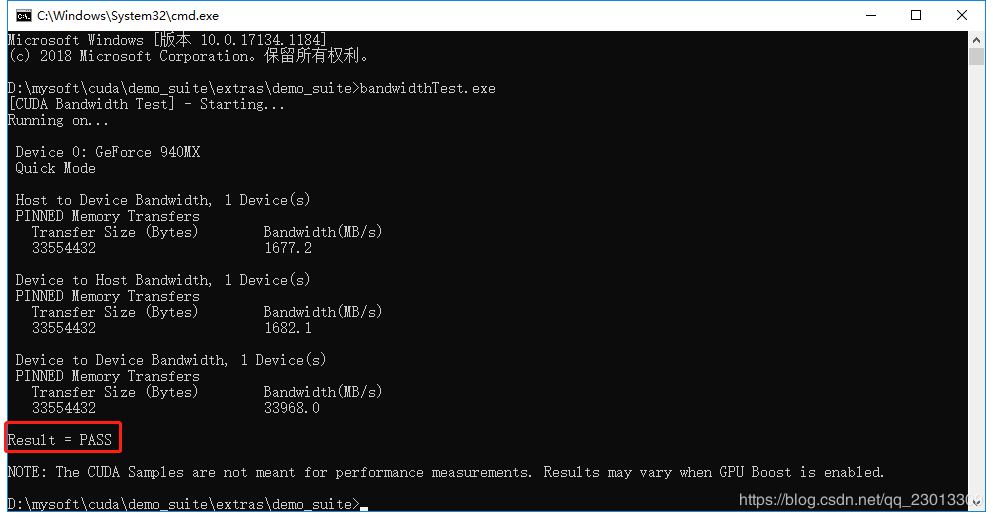 C:\Windows\System32\cmd.exe
Microsoft Windows [版本 10.0.17134.1184]
(c) 2018 Microsoft Corporation。保留所有权利。
D:\mysoft\cuda\demo_suite\extras\demo_suite>bandwidthTest.exe
[CUDA Bandwidth Test] - Starting...
Running on...
Device 0: GeForce 940MX
Quick Mode
Host to Device Bandwidth, 1 Device(s)
PINNED Memory Transfers
Transfer Size (Bytes) Bandwidth(MB/s)
33554432 1677.2
Device to Host Bandwidth, 1 Device(s)
PINNED Memory Transfers
Transfer Size (Bytes) Bandwidth(MB/s)
33554432 1682.1
Device to Device Bandwidth, 1 Device(s)
PINNED Memory Transfers
Transfer Size (Bytes) Bandwidth(MB/s)
33554432 33968.0
Result = PASS
NOTE: The CUDA Samples are not meant for performance measurements. Results may vary when GPU Boost is enabled.
D:\mysoft\cuda\demo_suite\extras\demo_suite>